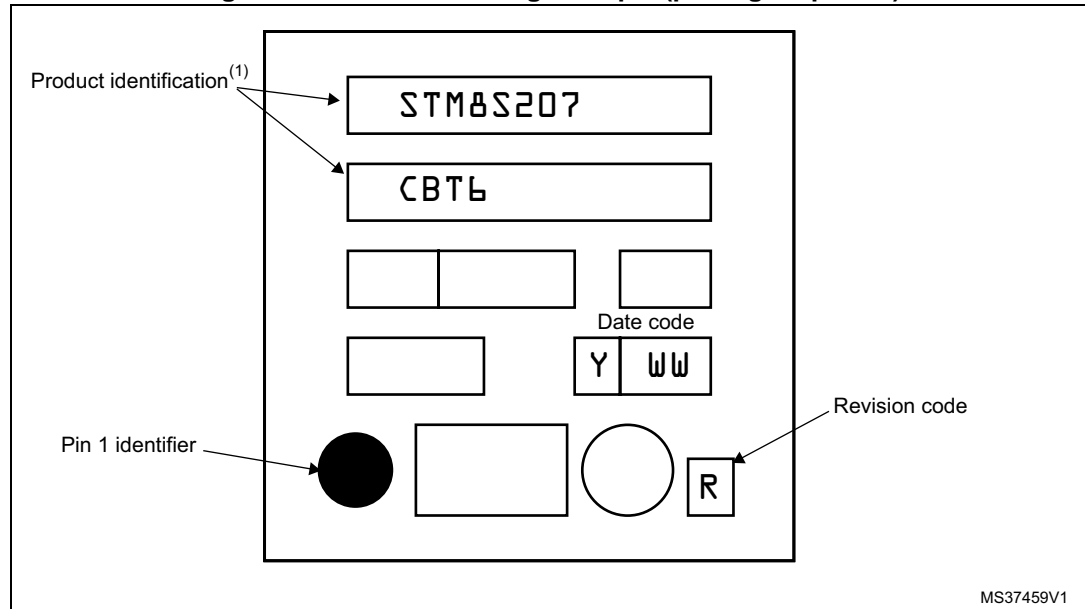 Product identification(1)
STM8S207
CBT6
Date code
Y WW
Revision code
Pin 1 identifier
R
MS37459V1